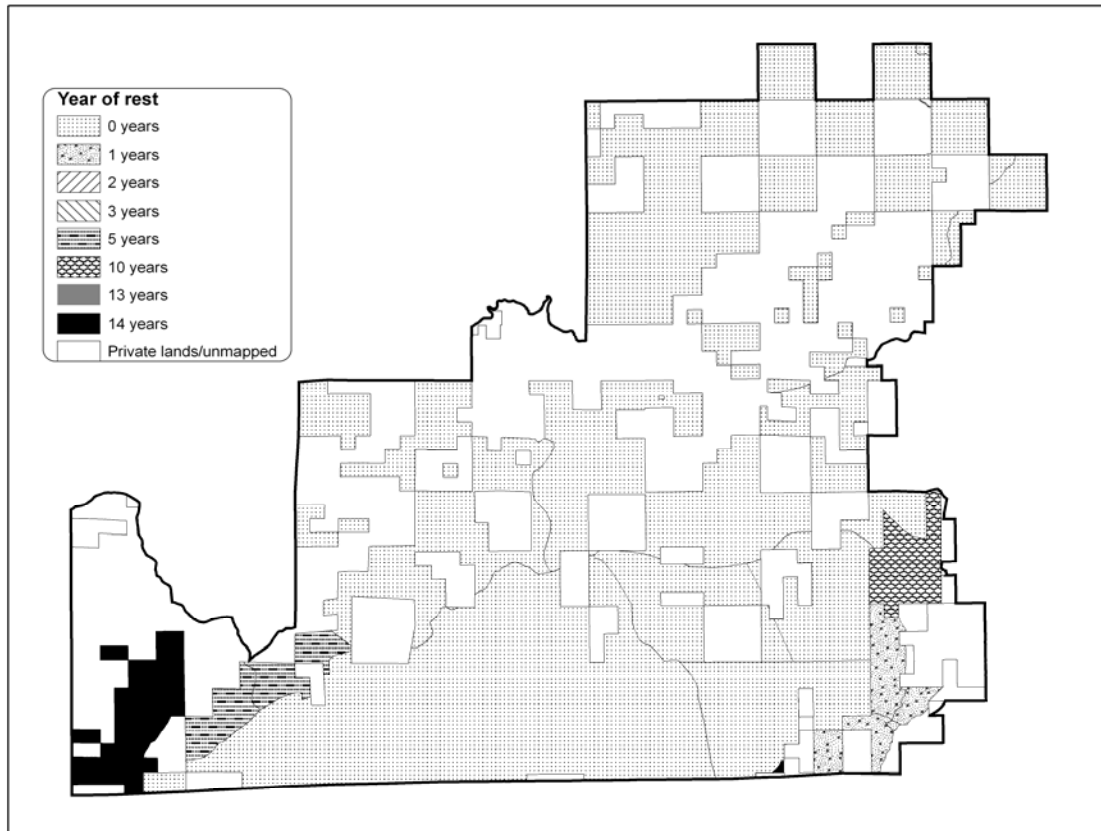 Year of rest
0 years
1 years
2 years
3 years
5 years
10 years
13 years
14 years
Private lands/unmapped